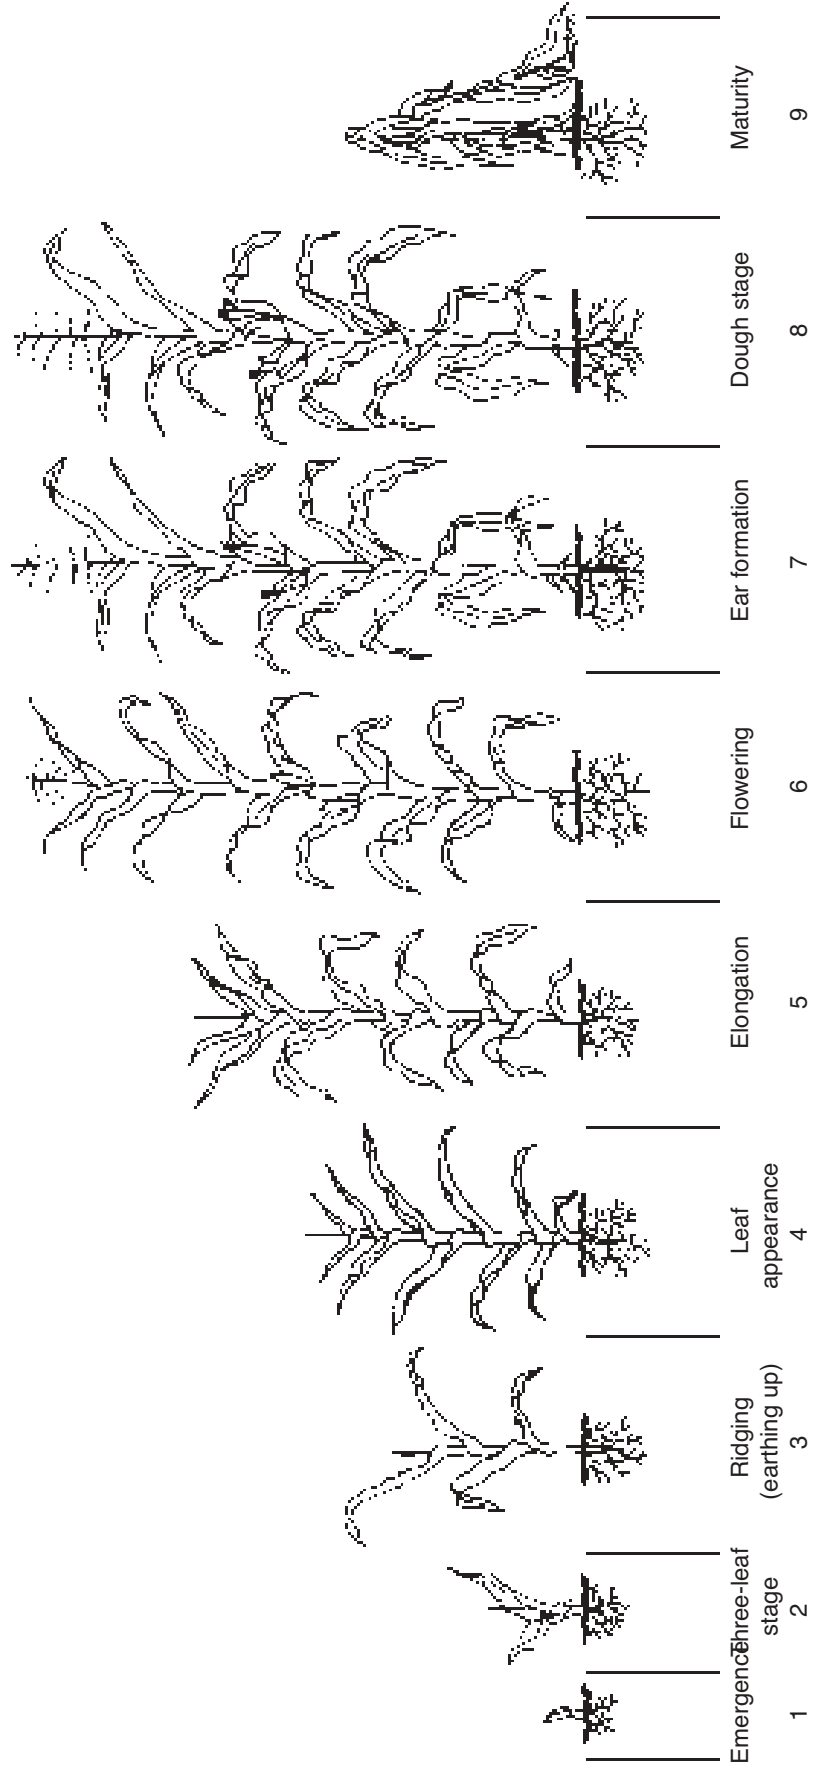 Emergence
1
Three-leaf
stage
2
Ridging
(earthing up)
3
Leaf
appearance
4
Elongation
5
Flowering
6
Ear formation
7
Dough stage
8
Maturity
9